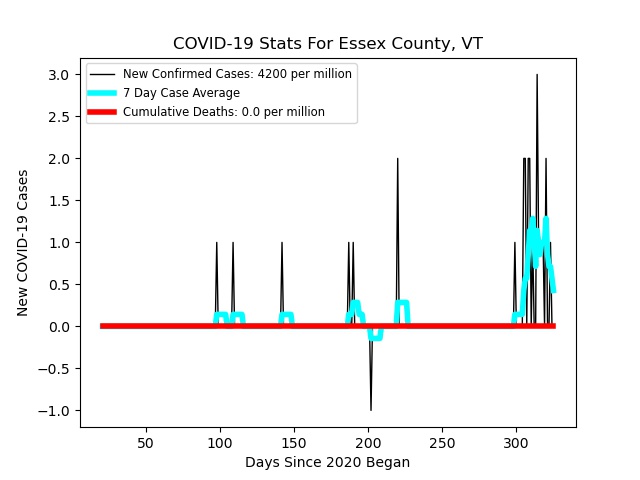 COVID-19 Stats For Essex County, VT
New Confirmed Cases: 4200 per million
7 Day Case Average
Cumulative Deaths: 0.0 per million
New COVID-19 Cases
3.0
2.5
2.0
1.5
1.0
0.5
0.0
−0.5
−1.0
50 100 150 200 250 300
Days Since 2020 Began